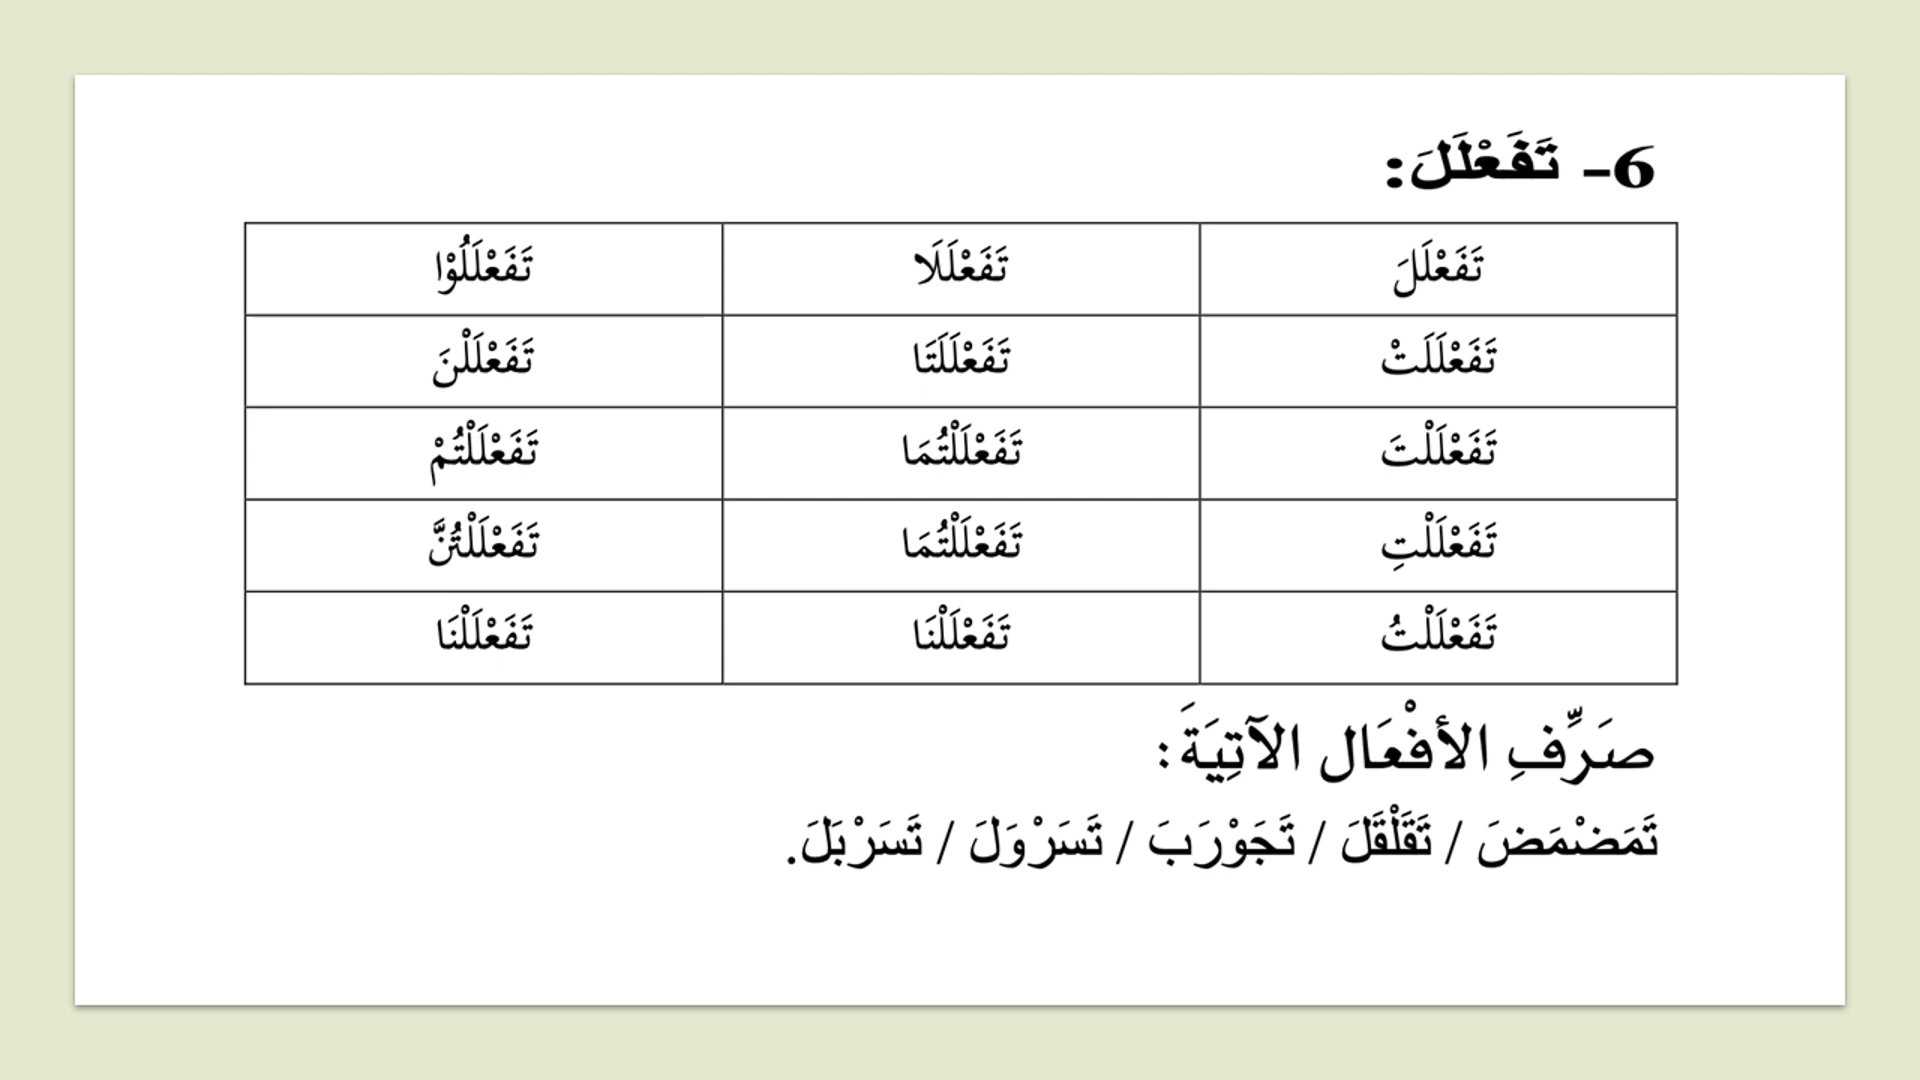 6- تَفَعْلَلَ:
تَفَعْلَلَ تَفَعْلَلَا تَفَعْلَلُوْا
تَفَعْلَلَتْ تَفَعْلَلَتَا تَفَعْلَلْنَ
تَفَعْلَلْتَ تَفَعْلَلْتُمَا تَفَعْلَلْتُمْ
تَفَعْلَلْتِ تَفَعْلَلْتُمَا تَفَعْلَلْتُنَّ
تَفَعْلَلْتُ تَفَعْلَلْنَا تَفَعْلَلْنَا
صَرِّفِ الأفْعَال الآتِيَةَ:
تَمَضْمَضَ / تَقَلْقَلَ / تَجَوْرَبَ / تَسَرْوَلَ / تَسَرْبَلَ.